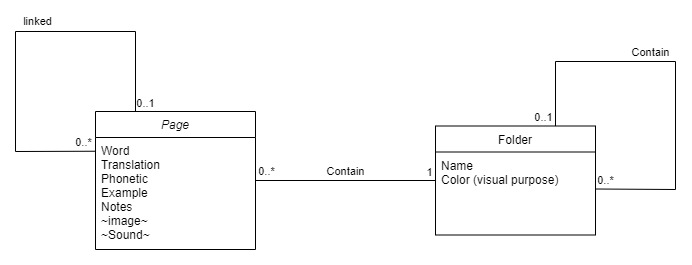 linked
Contain
0..1
0..1
Page
Folder
0..*
Word
Translation
Phonetic
Example
Notes
~image~
~Sound~
0..*
Contain
1
Name
Color (visual purpose)
0..*